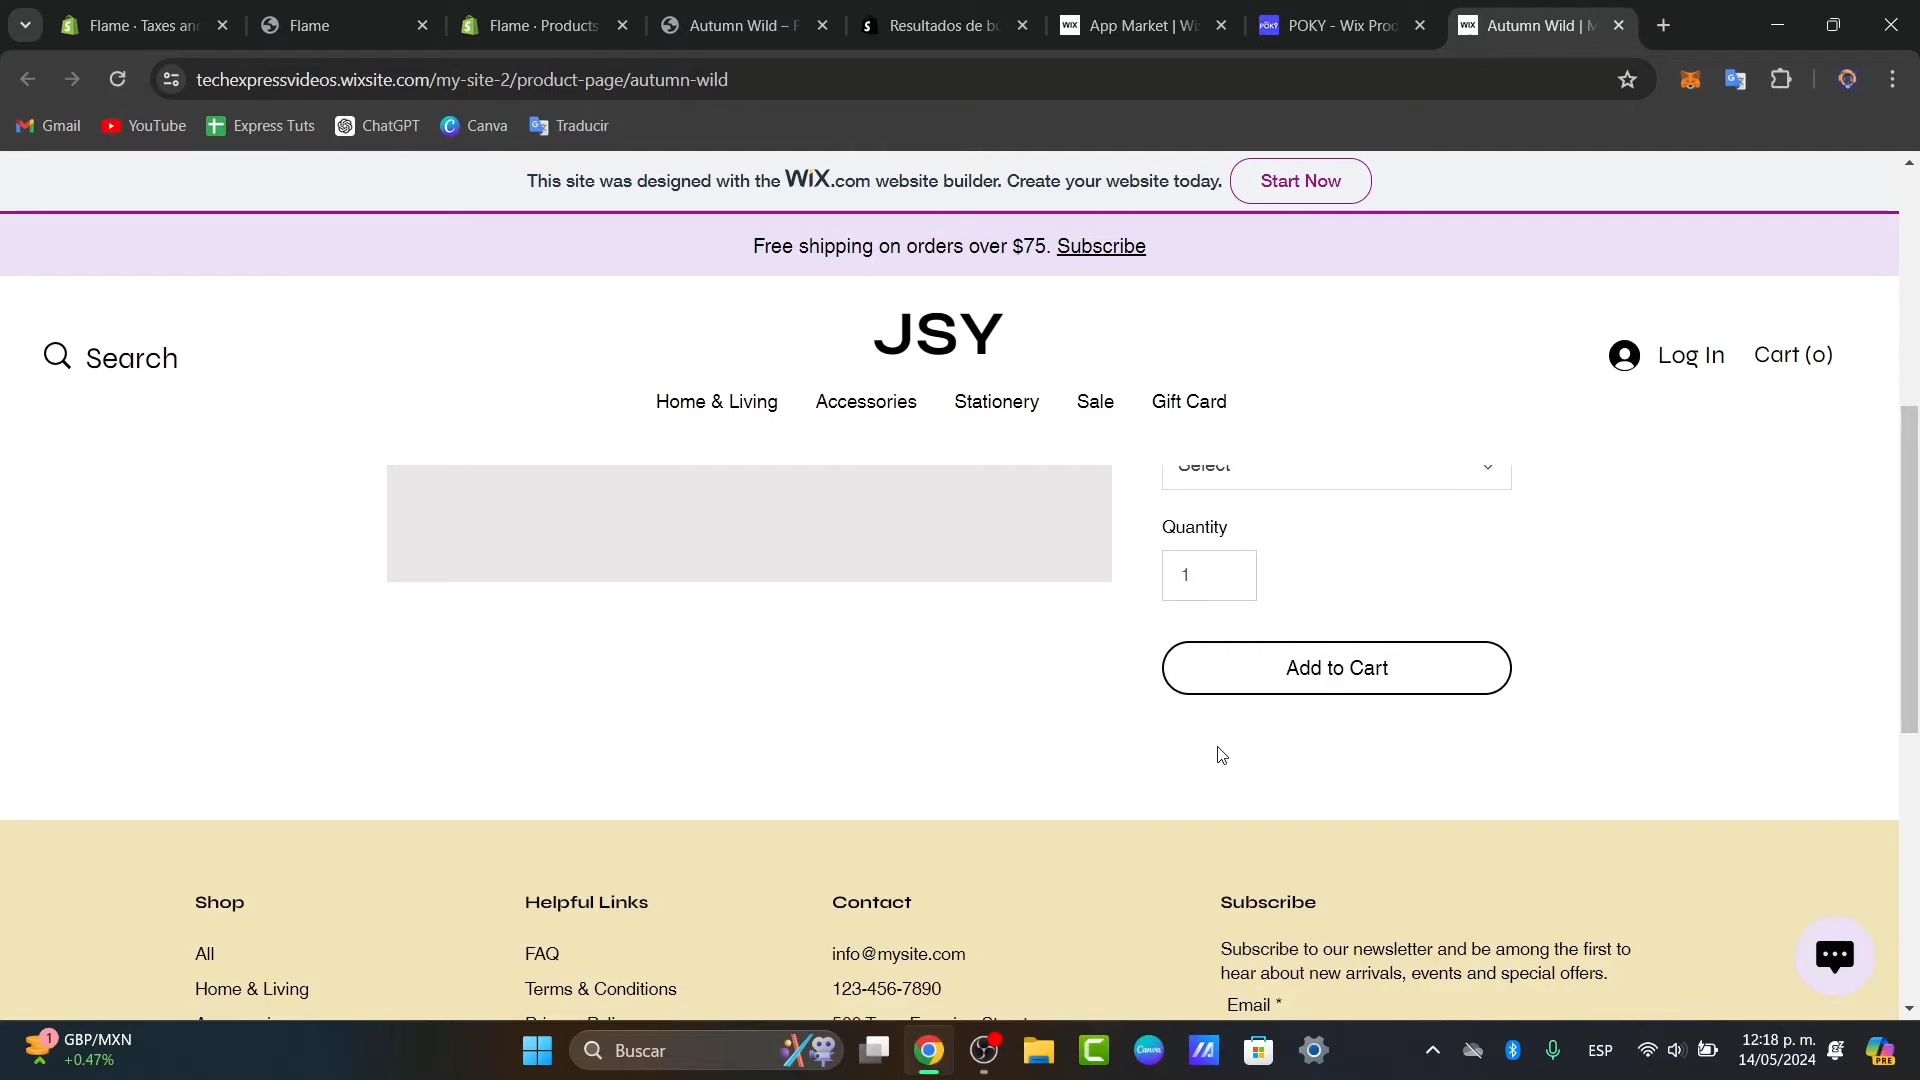 Flame · Taxes and
Flame
Flame · Products
Autumn Wild – F
Resultados de bú
App Market | Wi
POKY - Wix Prod
Autumn Wild | M
techexpressvideos.wixsite.com/my-site-2/product-page/autumn-wild
Gmail
YouTube
Express Tuts
ChatGPT
Canva
Traducir
This site was designed with the WiX.com website builder. Create your website today.
Start Now
Free shipping on orders over $75. Subscribe
JSY
Search
Log In
Cart (0)
Home & Living
Accessories
Stationery
Sale
Gift Card
Select
Quantity
1
Add to Cart
Shop
Helpful Links
Contact
Subscribe
All
FAQ
info@mysite.com
Subscribe to our newsletter and be among the first to
hear about new arrivals, events and special offers.
Home & Living
Terms & Conditions
123-456-7890
Email *
1
GBP/MXN
+0.47%
Buscar
Canva
ESP
12:18 p. m.
14/05/2024
PRE